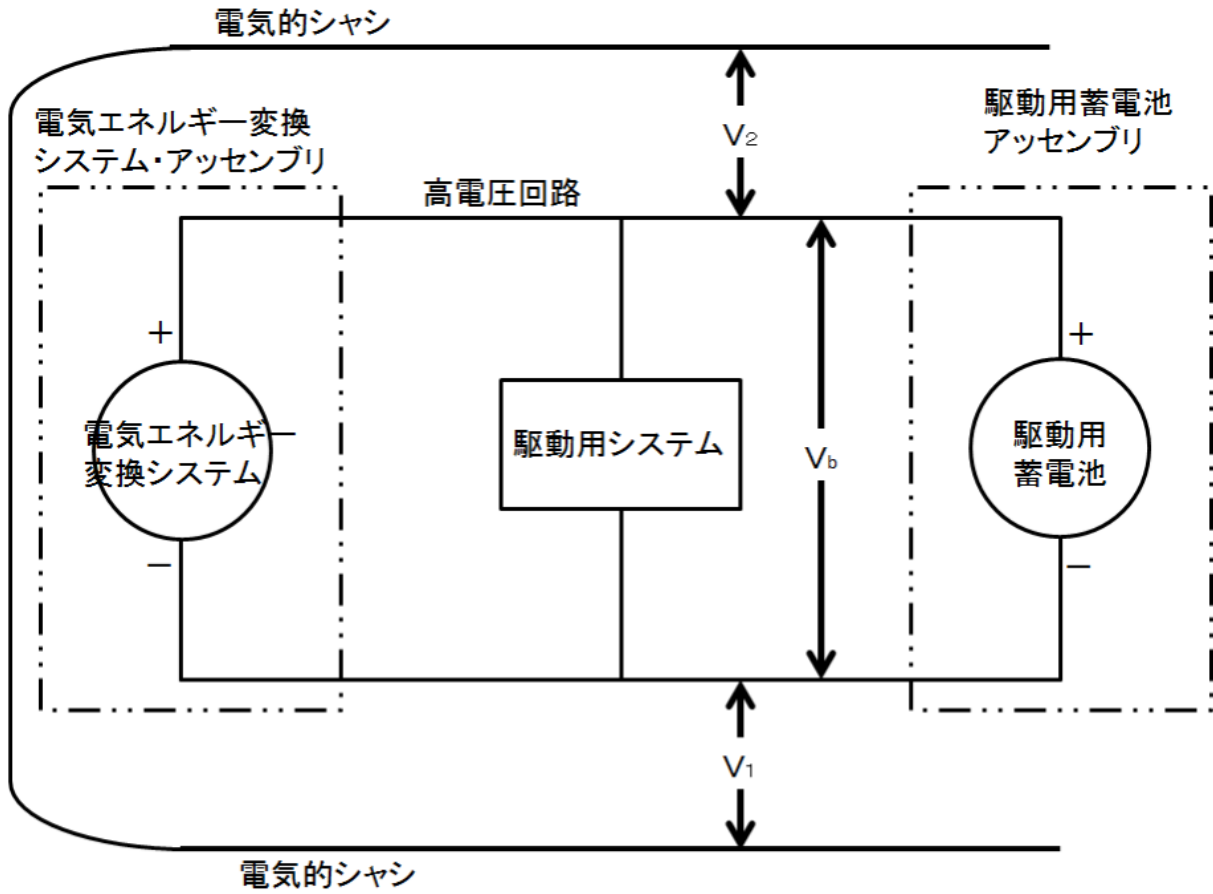 電気的シャシ
電気エネルギー変換
システム・アッセンブリ
駆動用蓄電池
アッセンブリ
V₂
高電圧回路
+
+
電気エネルギー
変換システム
駆動用システム
Vb
駆動用
蓄電池
−
−
V₁
電気的シャシ